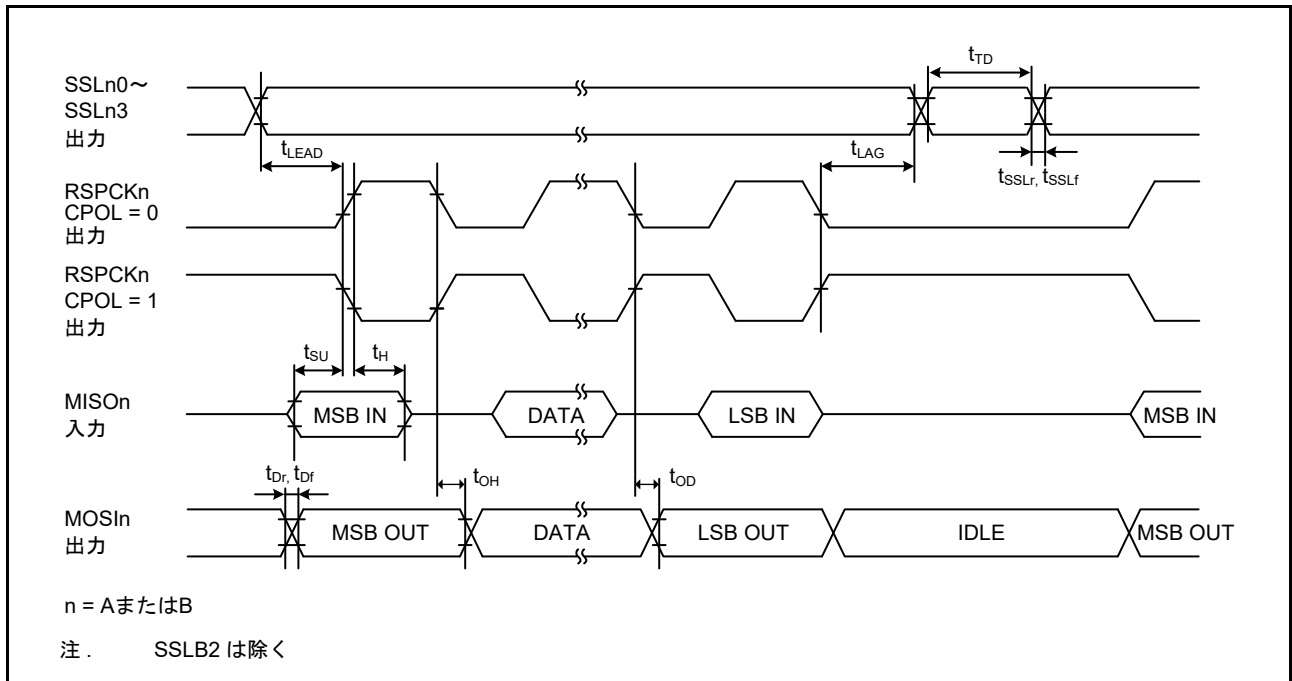 SSLn0～
SSLn3
出力
tTD
tLEAD
tLAG
tSSLr, tSSLf
RSPCKn
CPOL = 0
出力
RSPCKn
CPOL = 1
出力
tSU
tH
MISOn
入力
MSB IN
DATA
LSB IN
MSB IN
tDr, tDf
tOH
tOD
MOSIn
出力
MSB OUT
DATA
LSB OUT
IDLE
MSB OUT
n = AまたはB
注 . SSLB2 は除く